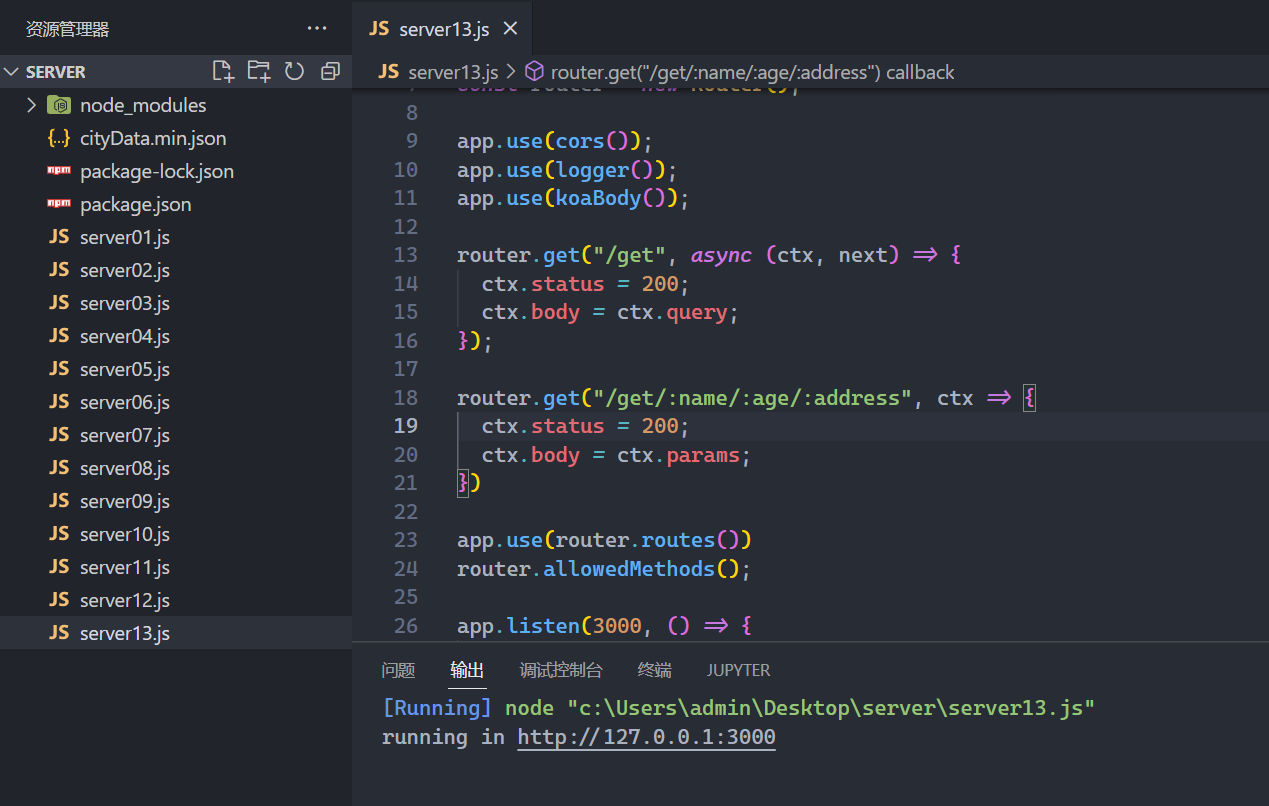 资源管理器
SERVER
node_modules
cityData.min.json
package-lock.json
package.json
server01.js
server02.js
server03.js
server04.js
server05.js
server06.js
server07.js
server08.js
server09.js
server10.js
server11.js
server12.js
server13.js
JS server13.js
JS server13.js > router.get("/get/:name/:age/:address") callback
7 const router = new Router();
8
9 app.use(cors());
10 app.use(logger());
11 app.use(koaBody());
12
13 router.get("/get", async (ctx, next) => {
14 ctx.status = 200;
15 ctx.body = ctx.query;
16 });
17
18 router.get("/get/:name/:age/:address", ctx => {
19 ctx.status = 200;
20 ctx.body = ctx.params;
21 })
22
23 app.use(router.routes())
24 router.allowedMethods();
25
26 app.listen(3000, () => {
问题 输出 调试控制台 终端 JUPYTER
[Running] node "c:\Users\admin\Desktop\server\server13.js"
running in http://127.0.0.1:3000